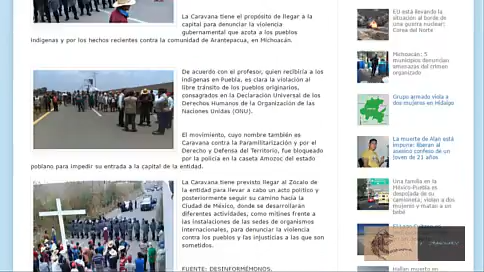 La Caravana tiene el propósito de llegar a la
capital para denunciar la violencia
gubernamental que azota a los pueblos
indígenas y por los hechos recientes contra la comunidad de Arantepacua, en Michoacán.
De acuerdo con el profesor, quien recibiría a los
indígenas en Puebla, es clara la violación al
libre tránsito de los pueblos originarios,
consagrados en la Declaración Universal de los
Derechos Humanos de la Organización de las
Naciones Unidas (ONU).
El movimiento, cuyo nombre también es
Caravana contra la Paramilitarización y por el
Derecho y Defensa del Territorio, fue bloqueado
por la policía en la caseta Amozoc del estado
poblano para impedir su entrada a la capital de la entidad.
La Caravana tiene previsto llegar al Zócalo de
la entidad para llevar a cabo un acto político y
posteriormente seguir su camino hacia la
Ciudad de México, donde se desarrollarán
diferentes actividades, como mítines frente a
las instalaciones de las sedes de organismos
internacionales, para denunciar la violencia
contra los pueblos y las injusticias a las que son
sometidos.
FUENTE: DESINFORMÉMONOS.
EU está llevando la
situación al borde de
una guerra nuclear:
Corea del Norte
Michoacán: 5
municipios denuncian
amenazas del crimen
organizado
Grupo armado viola a
dos mujeres en Hidalgo
La muerte de Alan está
impune: liberan al
asesino confeso de un
joven de 21 años
Una familia en la
México-Puebla es
despojada de su
camioneta; violan a dos
mujeres y matan a un
bebé
Hallan muerto en